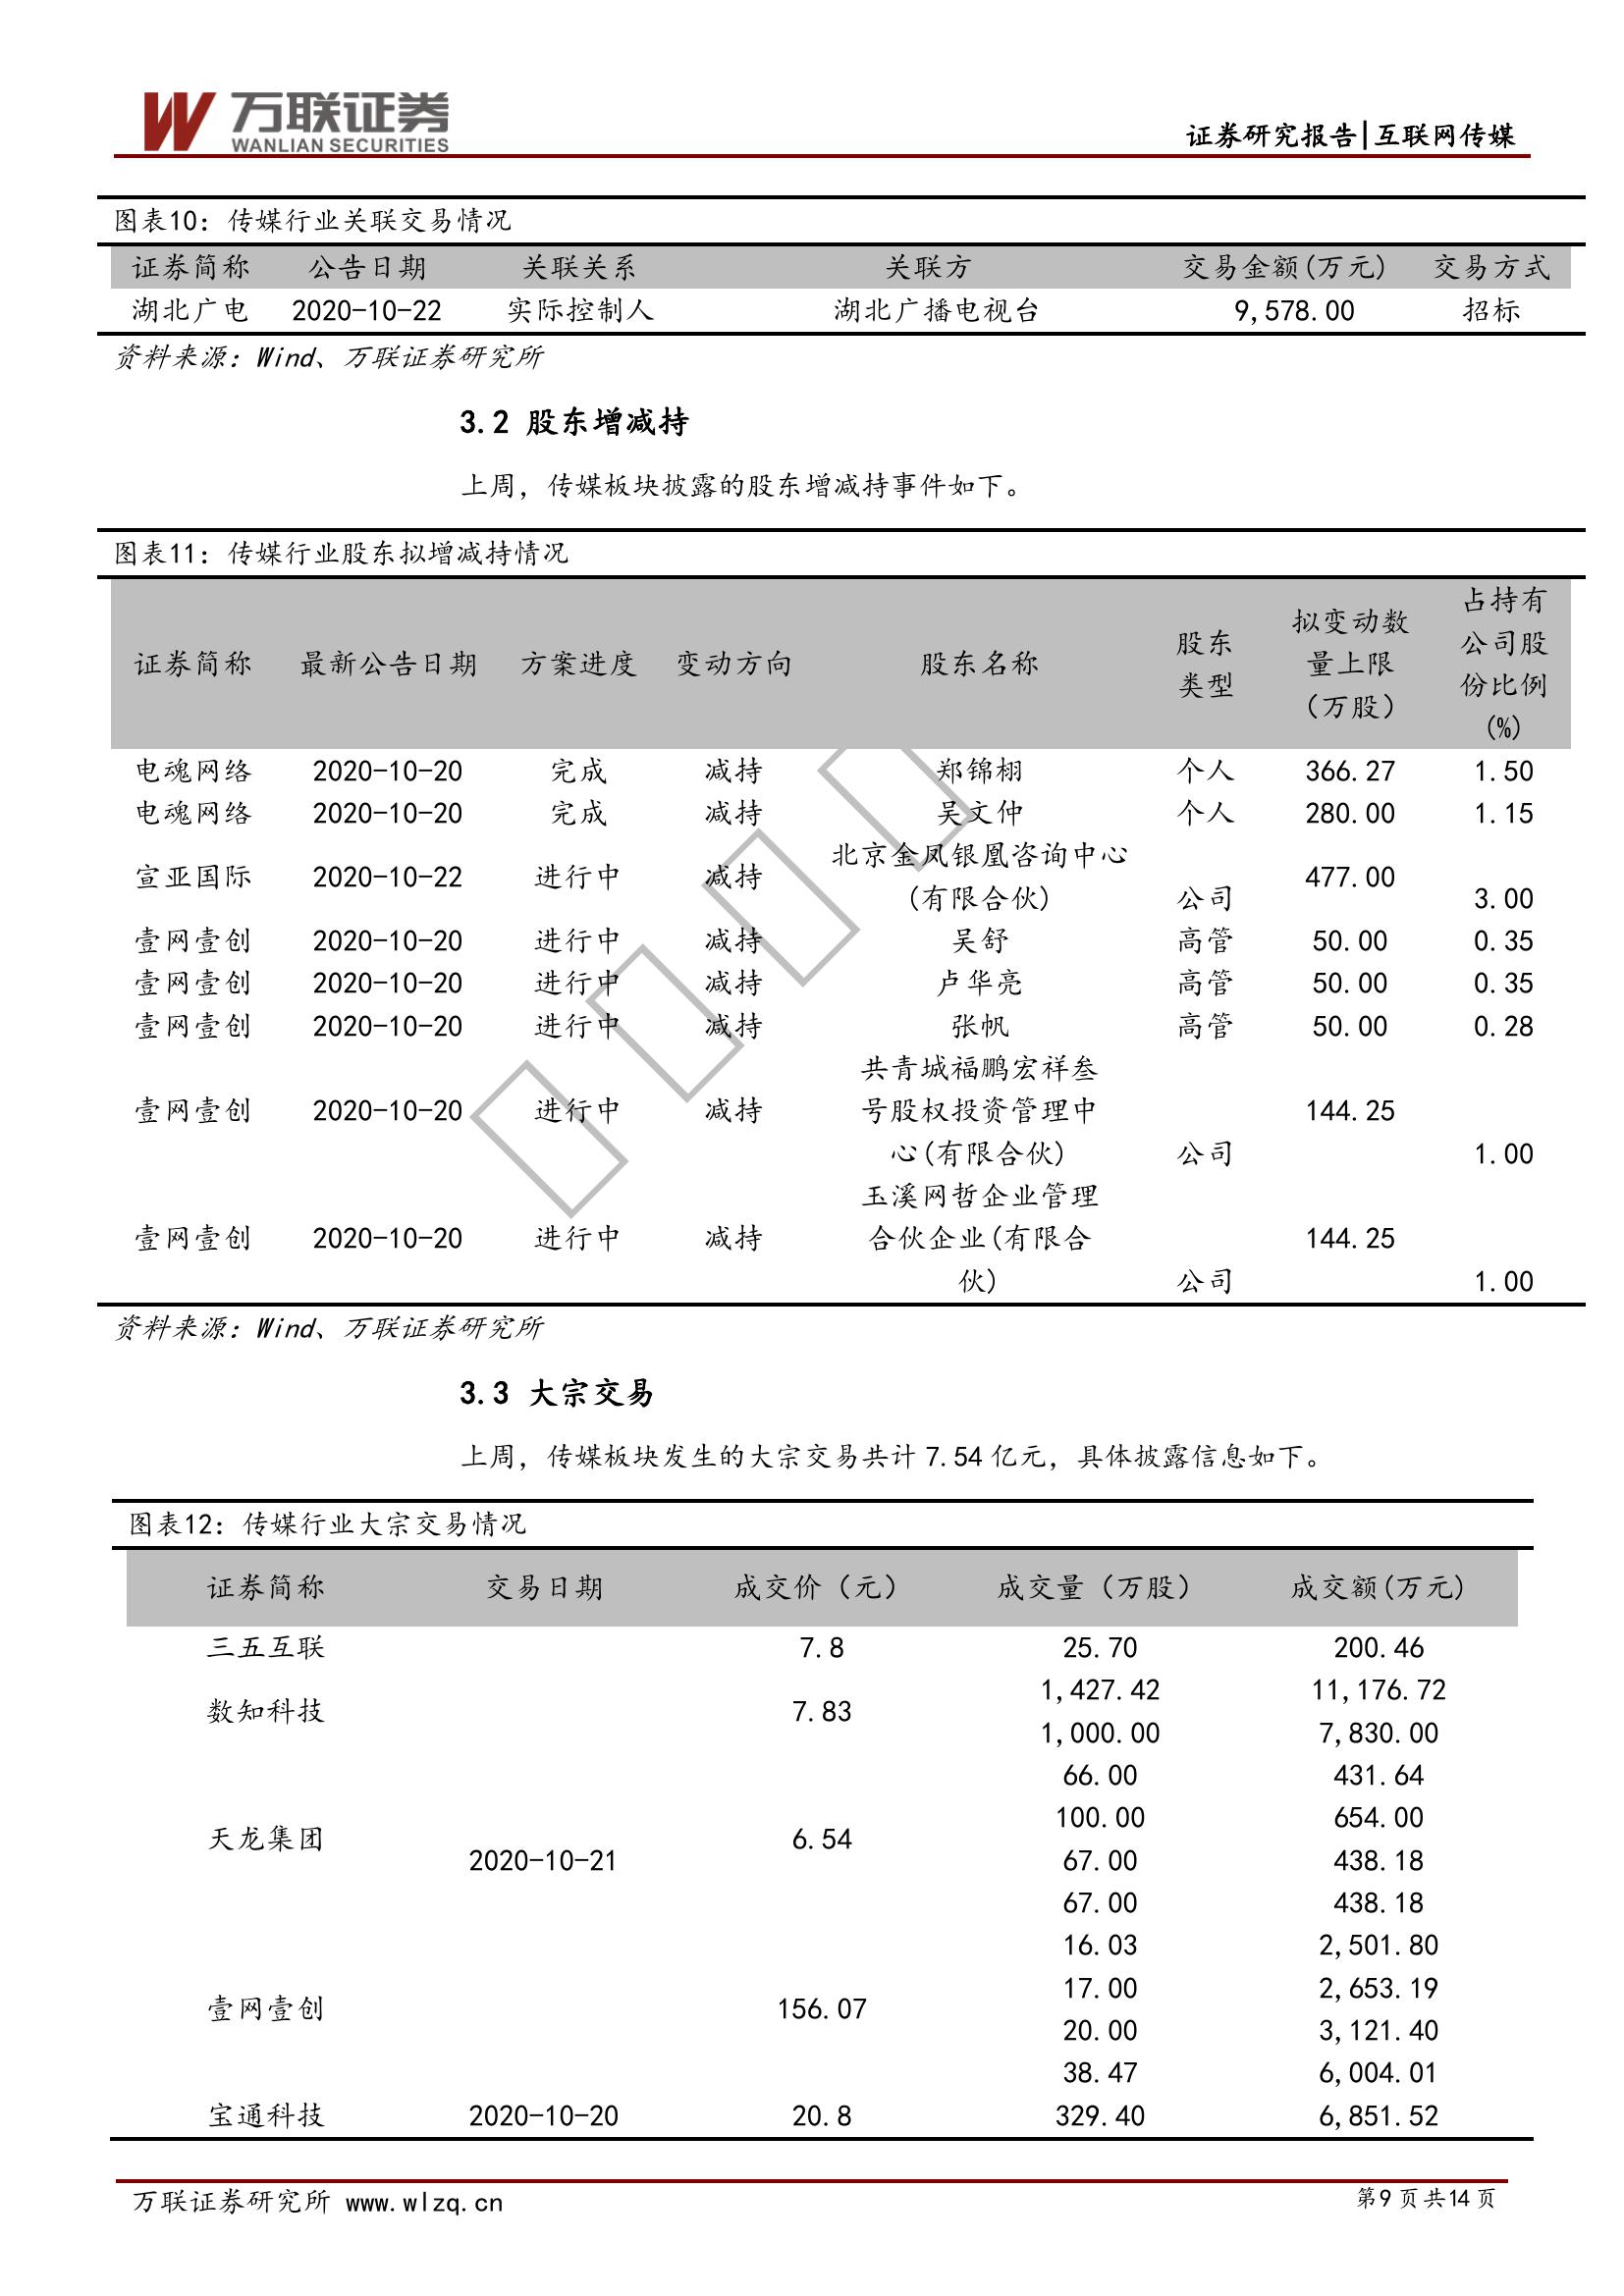 万联证券
WANLIAN SECURITIES
证券研究报告|互联网传媒
图表10：传媒行业关联交易情况
证券简称 公告日期 关联关系 关联方 交易金额(万元) 交易方式
湖北广电 2020-10-22 实际控制人 湖北广播电视台 9,578.00 招标
资料来源：Wind、万联证券研究所
3.2 股东增减持
上周，传媒板块披露的股东增减持事件如下。
图表11：传媒行业股东拟增减持情况
证券简称 最新公告日期 方案进度 变动方向 股东名称 股东类型 拟变动数量上限（万股） 占持有公司股份比例(%)
电魂网络 2020-10-20 完成 减持 郑锦栩 个人 366.27 1.50
电魂网络 2020-10-20 完成 减持 吴文仲 个人 280.00 1.15
宣亚国际 2020-10-22 进行中 减持 北京金凤银凰咨询中心(有限合伙) 公司 477.00 3.00
壹网壹创 2020-10-20 进行中 减持 吴舒 高管 50.00 0.35
壹网壹创 2020-10-20 进行中 减持 卢华亮 高管 50.00 0.35
壹网壹创 2020-10-20 进行中 减持 张帆 高管 50.00 0.28
壹网壹创 2020-10-20 进行中 减持 共青城福鹏宏祥叁号股权投资管理中心(有限合伙) 公司 144.25 1.00
壹网壹创 2020-10-20 进行中 减持 玉溪网哲企业管理合伙企业(有限合伙) 公司 144.25 1.00
资料来源：Wind、万联证券研究所
3.3 大宗交易
上周，传媒板块发生的大宗交易共计 7.54 亿元，具体披露信息如下。
图表12：传媒行业大宗交易情况
证券简称 交易日期 成交价（元） 成交量（万股） 成交额(万元)
三五互联 7.8 25.70 200.46
数知科技 7.83 1,427.42 11,176.72
1,000.00 7,830.00
66.00 431.64
100.00 654.00
天龙集团 2020-10-21 6.54 67.00 438.18
67.00 438.18
16.03 2,501.80
17.00 2,653.19
壹网壹创 156.07 20.00 3,121.40
38.47 6,004.01
宝通科技 2020-10-20 20.8 329.40 6,851.52
万联证券研究所 www.wlzq.cn
第9页共14页